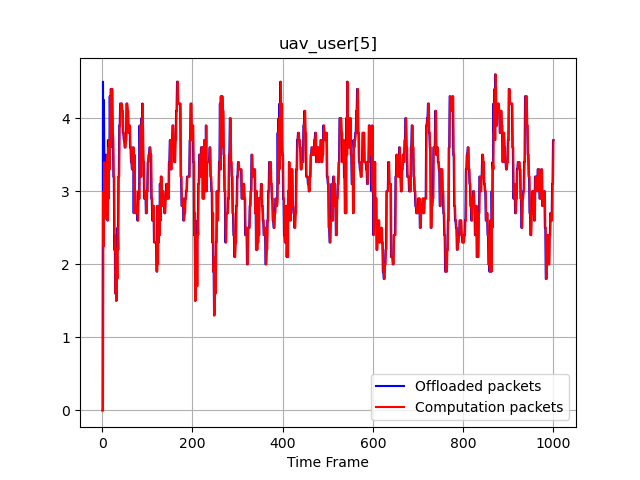 uav_user[5]
4
3
2
1
0
Offloaded packets
Computation packets
0 200 400 600 800 1000
Time Frame